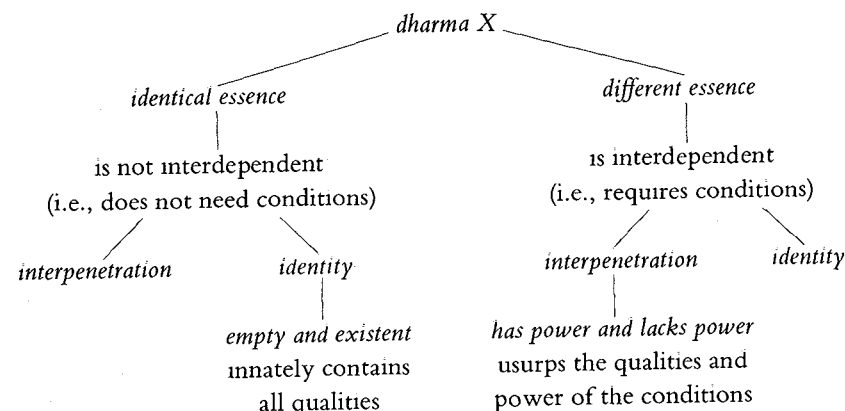 dharma X
identical essence
different essence
is not interdependent
(i.e., does not need conditions)
is interdependent
(i.e., requires conditions)
interpenetration
identity
interpenetration
identity
empty and existent
innately contains
all qualities
has power and lacks power
usurps the qualities and
power of the conditions